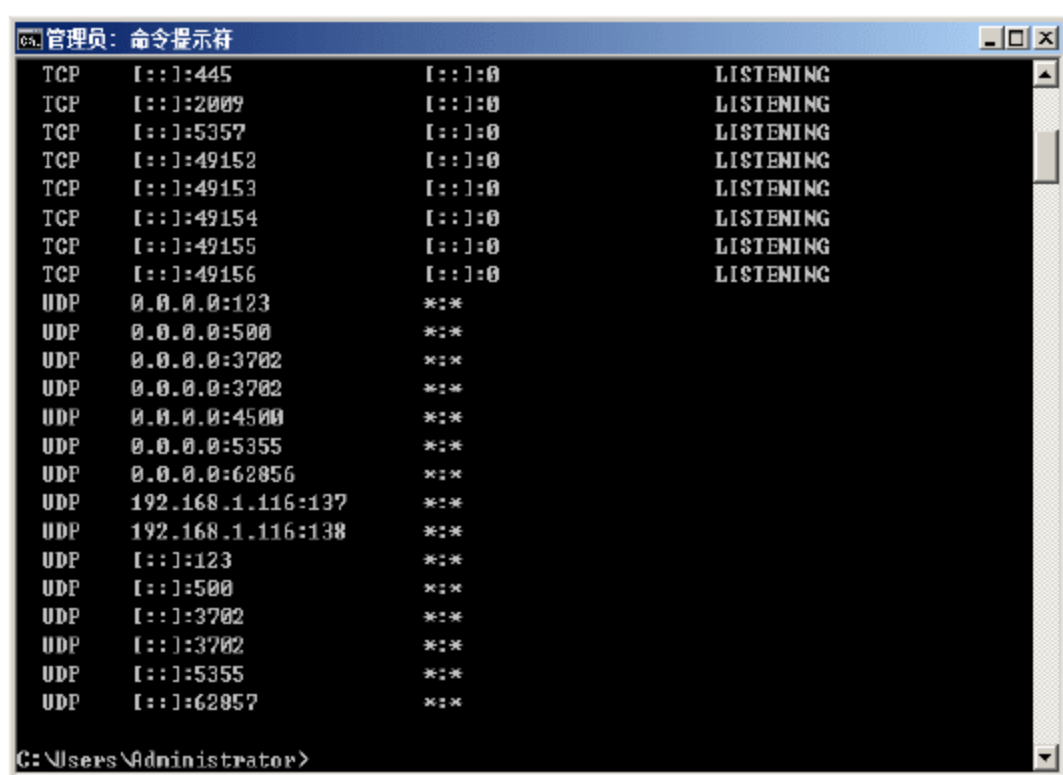 管理员: 命令提示符
TCP [::]:445 [::]:0 LISTENING
TCP [::]:2009 [::]:0 LISTENING
TCP [::]:5357 [::]:0 LISTENING
TCP [::]:49152 [::]:0 LISTENING
TCP [::]:49153 [::]:0 LISTENING
TCP [::]:49154 [::]:0 LISTENING
TCP [::]:49155 [::]:0 LISTENING
TCP [::]:49156 [::]:0 LISTENING
UDP 0.0.0.0:123 *:*
UDP 0.0.0.0:500 *:*
UDP 0.0.0.0:3702 *:*
UDP 0.0.0.0:3702 *:*
UDP 0.0.0.0:4500 *:*
UDP 0.0.0.0:5355 *:*
UDP 0.0.0.0:62856 *:*
UDP 192.168.1.116:137 *:*
UDP 192.168.1.116:138 *:*
UDP [::]:123 *:*
UDP [::]:500 *:*
UDP [::]:3702 *:*
UDP [::]:3702 *:*
UDP [::]:5355 *:*
UDP [::]:62857 *:*
C:\Users\Administrator>